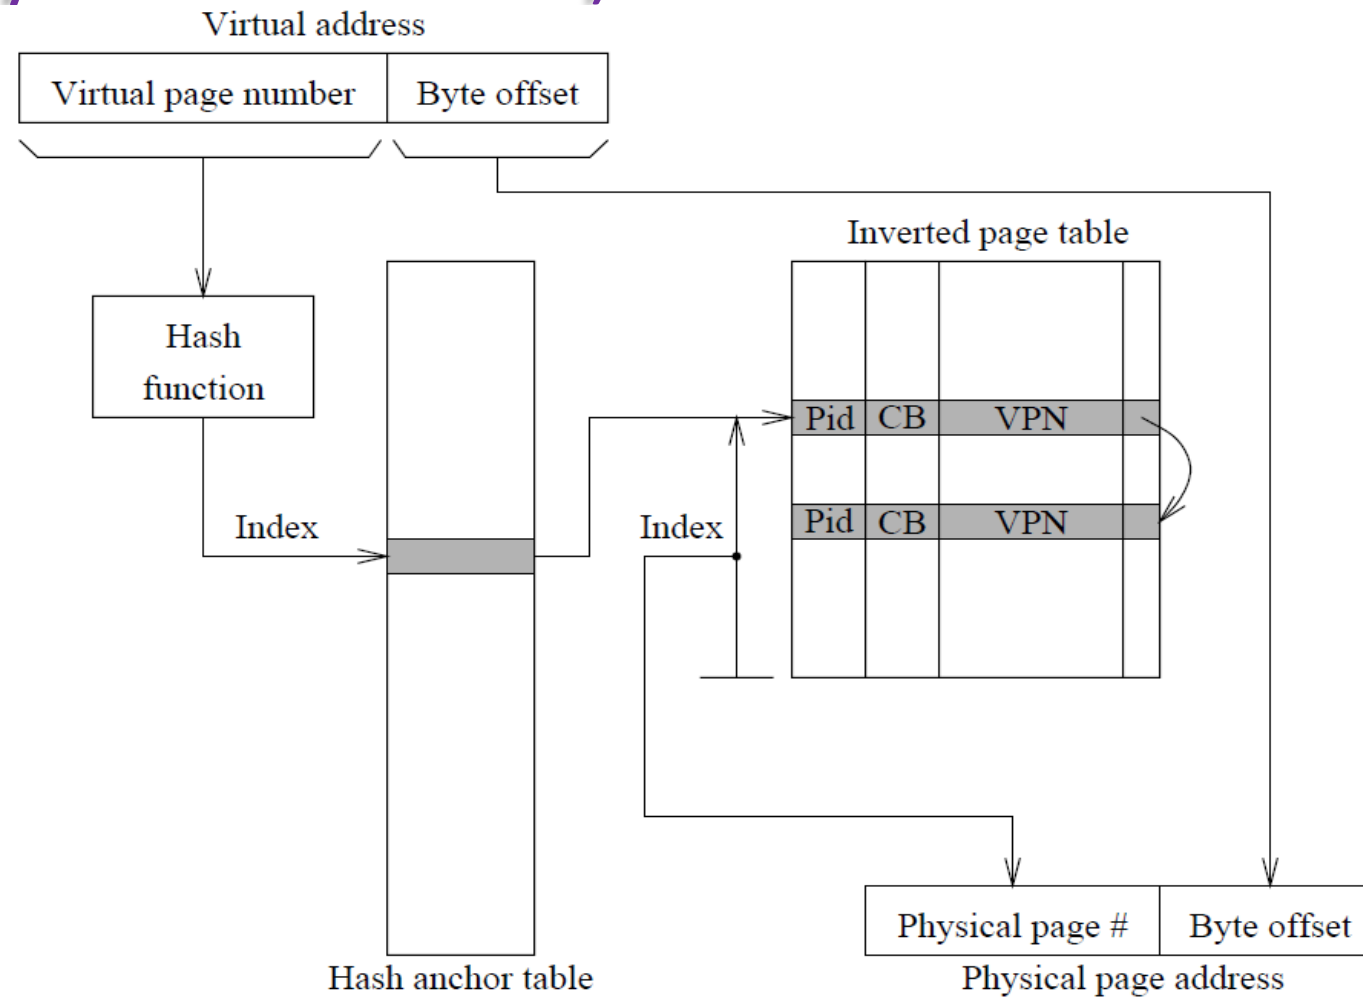 Virtual address
Virtual page number
Byte offset
Inverted page table
Hash
function
Pid CB VPN
Index
Index
Pid CB VPN
Physical page #
Byte offset
Hash anchor table
Physical page address